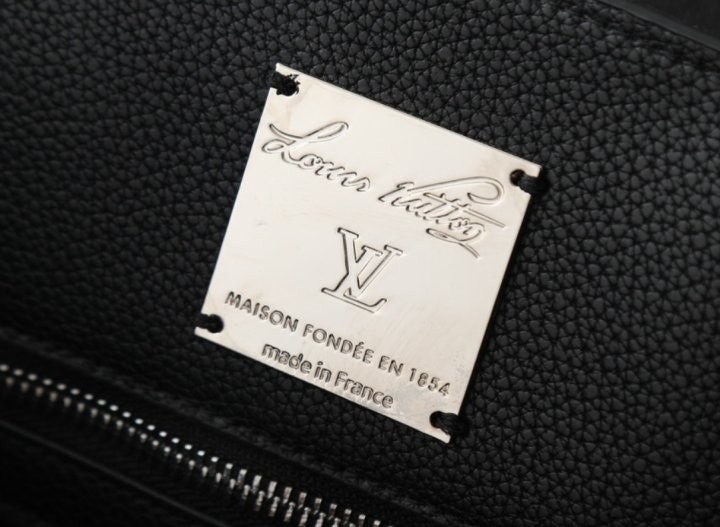 Louis Vuitton
LV
MAISON FONDÉE EN 1854
made in France